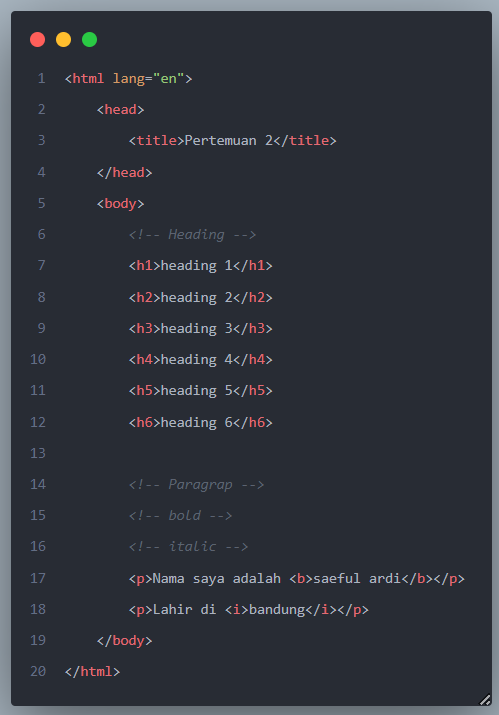 1 <html lang="en">
2     <head>
3         <title>Pertemuan 2</title>
4     </head>
5     <body>
6         <!-- Heading -->
7         <h1>heading 1</h1>
8         <h2>heading 2</h2>
9         <h3>heading 3</h3>
10         <h4>heading 4</h4>
11         <h5>heading 5</h5>
12         <h6>heading 6</h6>
13
14         <!-- Paragrap -->
15         <!-- bold -->
16         <!-- italic -->
17         <p>Nama saya adalah <b>saeful ardi</b></p>
18         <p>Lahir di <i>bandung</i></p>
19     </body>
20 </html>